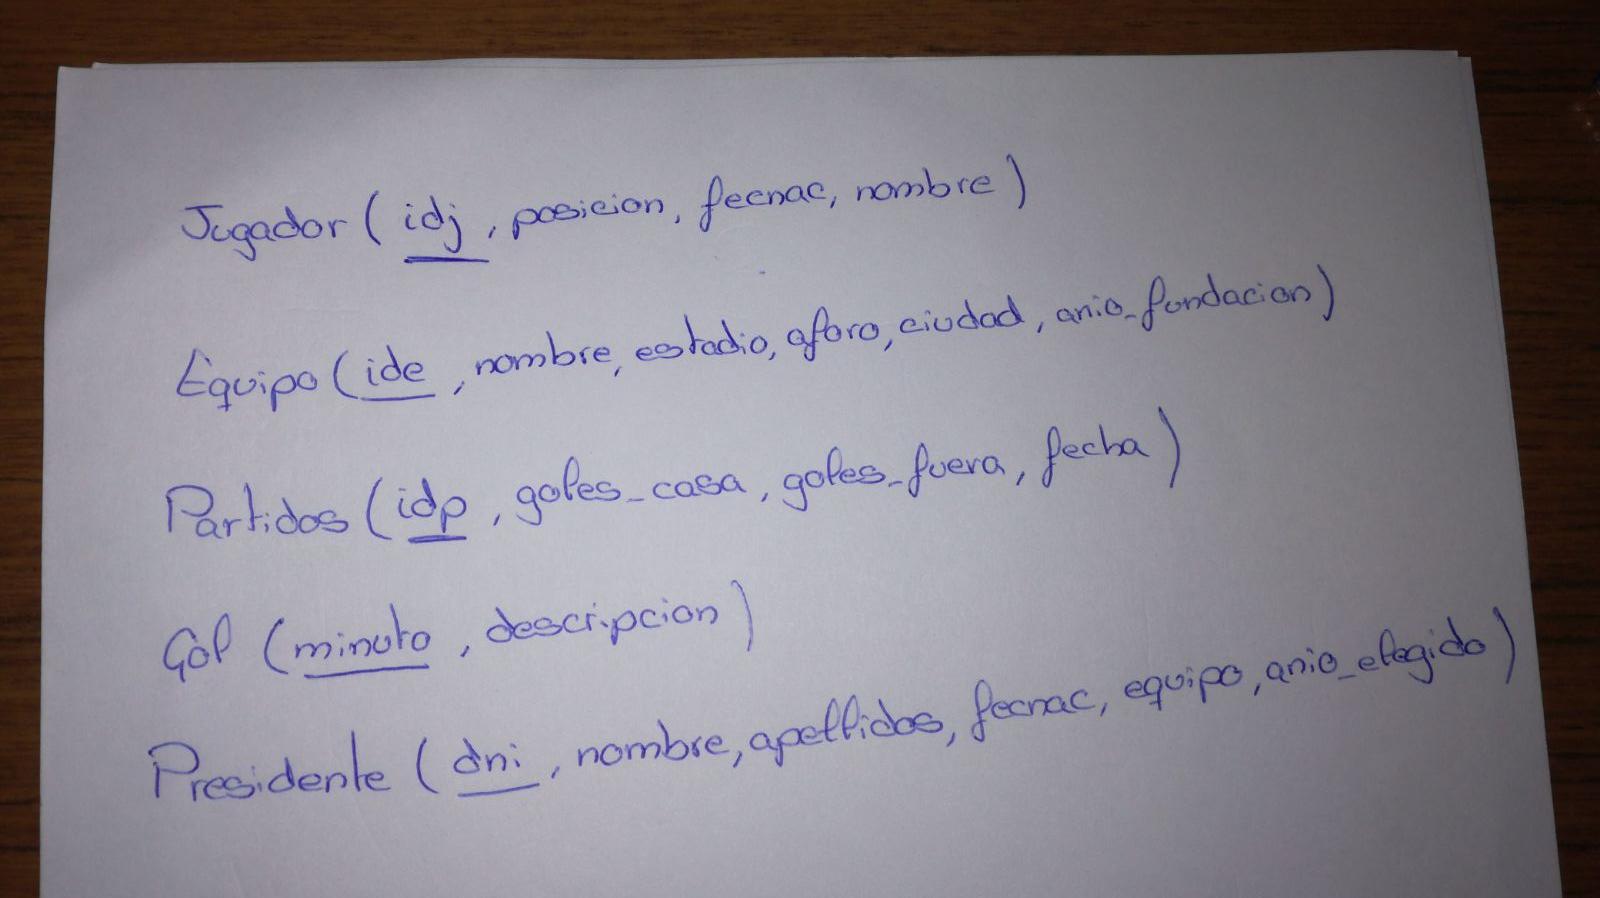 Jugador (idj, posicion, fecnac, nombre)
Equipo (ide, nombre, estadio, aforo, ciudad, anio_fundacion)
Partidos (idp, goles_casa, goles_fuera, fecha)
Gol (minuto, descripcion)
Presidente (dni, nombre, apellidos, fecnac, equipo, anio_elegido)